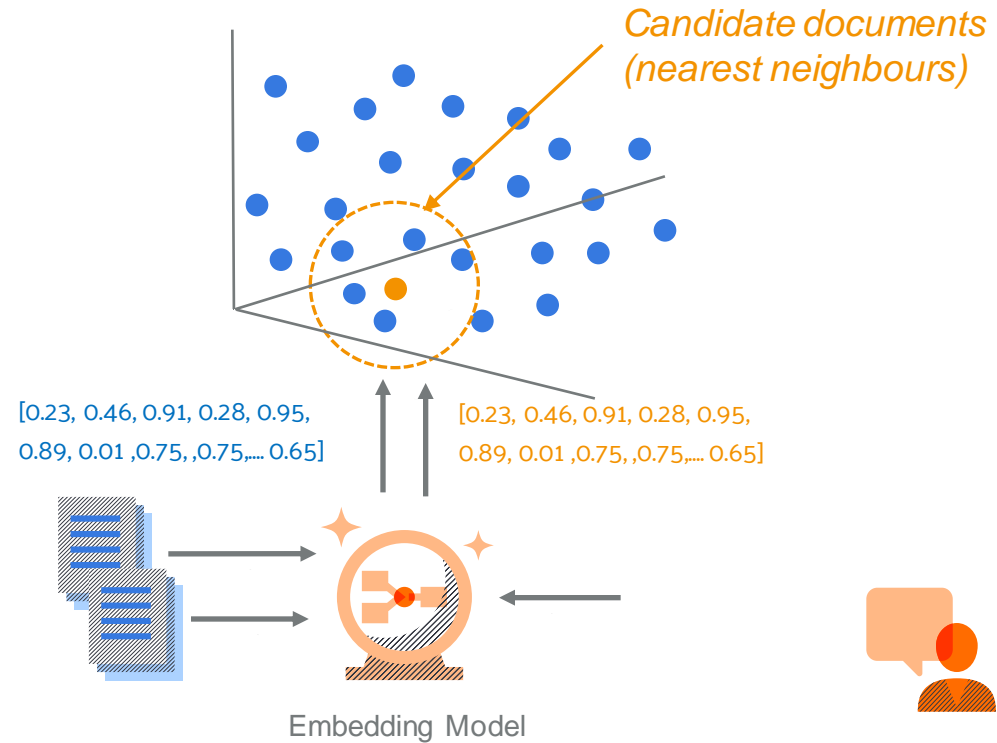 Candidate documents
(nearest neighbours)
[0.23, 0.46, 0.91, 0.28, 0.95,
0.89, 0.01 ,0.75, ,0.75,.... 0.65]
[0.23, 0.46, 0.91, 0.28, 0.95,
0.89, 0.01 ,0.75, ,0.75,.... 0.65]
Embedding Model